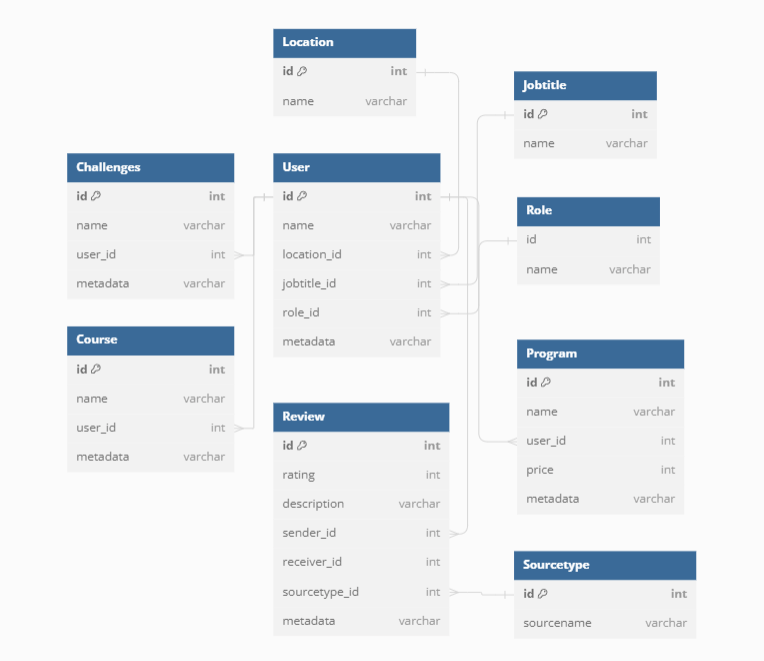 Location
id int
name varchar
Jobtitle
id int
name varchar
Challenges
id int
name varchar
user_id int
metadata varchar
User
id int
name varchar
location_id int
jobtitle_id int
role_id int
metadata varchar
Role
id int
name varchar
Course
id int
name varchar
user_id int
metadata varchar
Program
id int
name varchar
user_id int
price int
metadata varchar
Review
id int
rating int
description varchar
sender_id int
receiver_id int
sourcetype_id int
metadata varchar
Sourcetype
id int
sourcename varchar